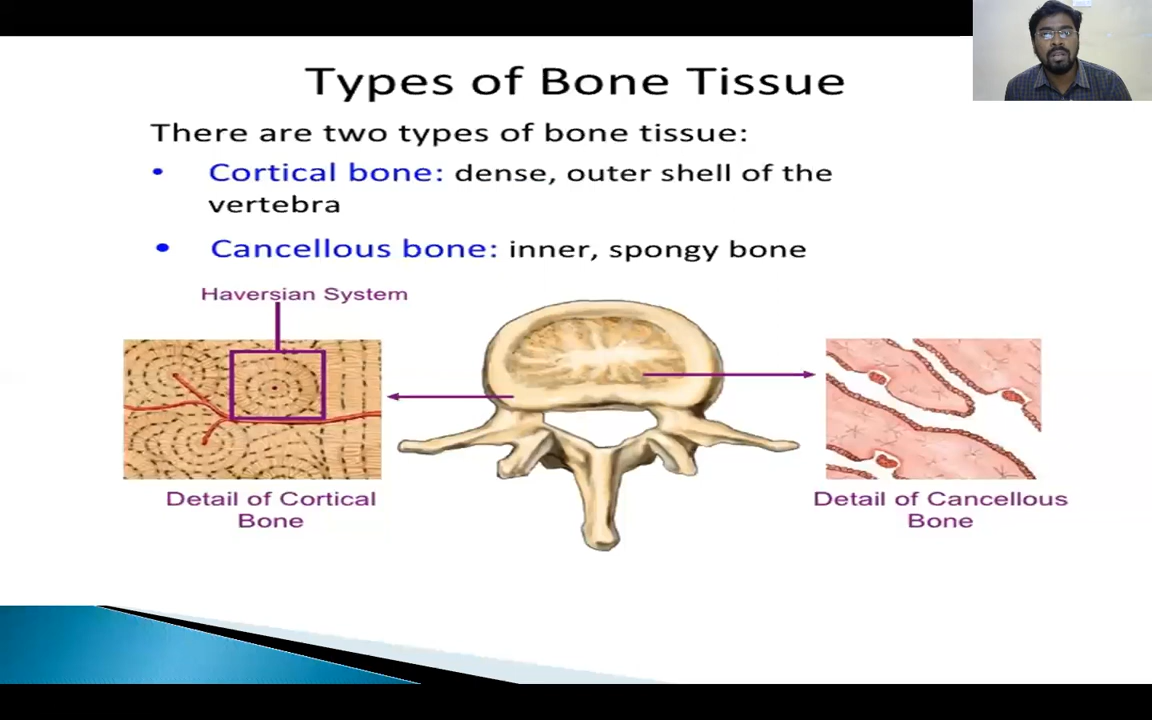 Types of Bone Tissue
There are two types of bone tissue:
• Cortical bone: dense, outer shell of the
vertebra
• Cancellous bone: inner, spongy bone
Haversian System
Detail of Cortical
Bone
Detail of Cancellous
Bone